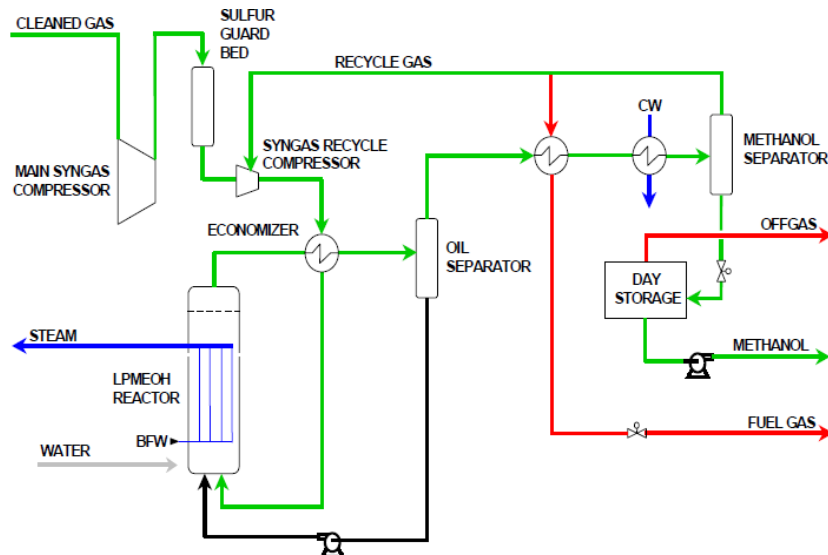 CLEANED GAS
SULFUR
GUARD
BED
RECYCLE GAS
CW
MAIN SYNGAS
COMPRESSOR
SYNGAS RECYCLE
COMPRESSOR
METHANOL
SEPARATOR
ECONOMIZER
OIL
SEPARATOR
OFFGAS
DAY
STORAGE
STEAM
METHANOL
LPMEOH
REACTOR
BFW
WATER
FUEL GAS